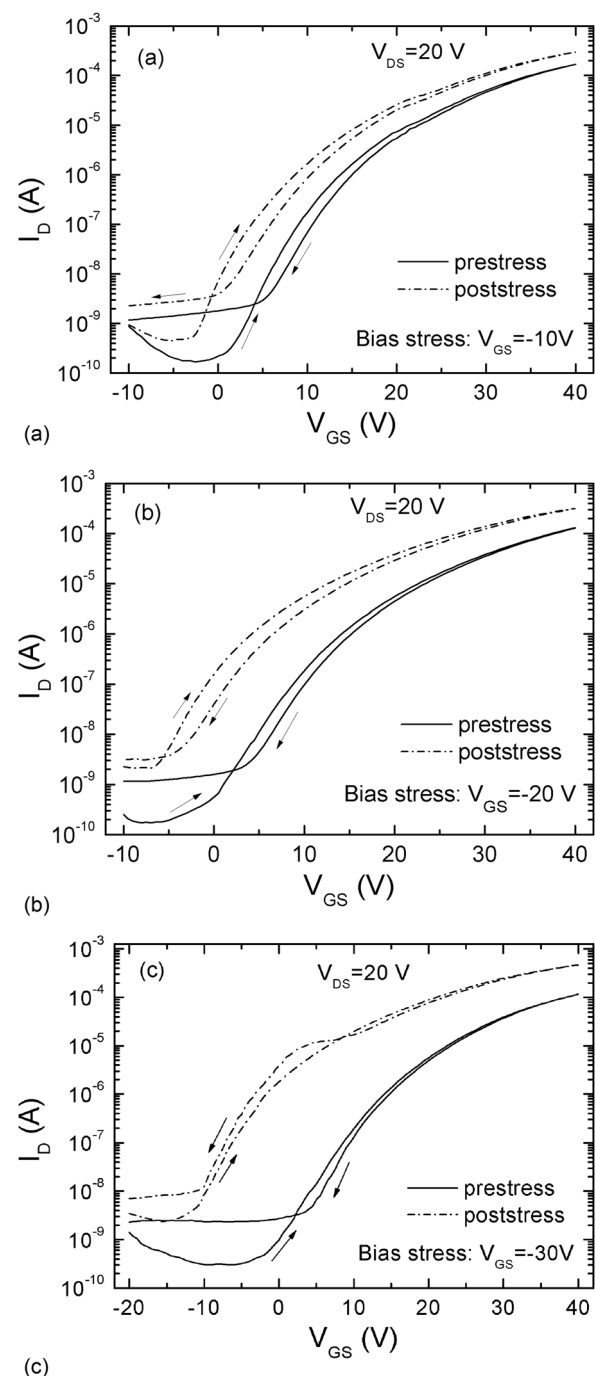 (a)
V_DS=20 V
10^-3
10^-4
10^-5
10^-6
10^-7
10^-8
10^-9
10^-10
I_D (A)
prestress
poststress
Bias stress: V_GS=-10V
-10 0 10 20 30 40
V_GS (V)
(a)
(b)
V_DS=20 V
10^-3
10^-4
10^-5
10^-6
10^-7
10^-8
10^-9
10^-10
I_D (A)
prestress
poststress
Bias stress: V_GS=-20 V
-10 0 10 20 30 40
V_GS (V)
(b)
(c)
V_DS=20 V
10^-3
10^-4
10^-5
10^-6
10^-7
10^-8
10^-9
10^-10
I_D (A)
prestress
poststress
Bias stress: V_GS=-30V
-20 -10 0 10 20 30 40
V_GS (V)
(c)